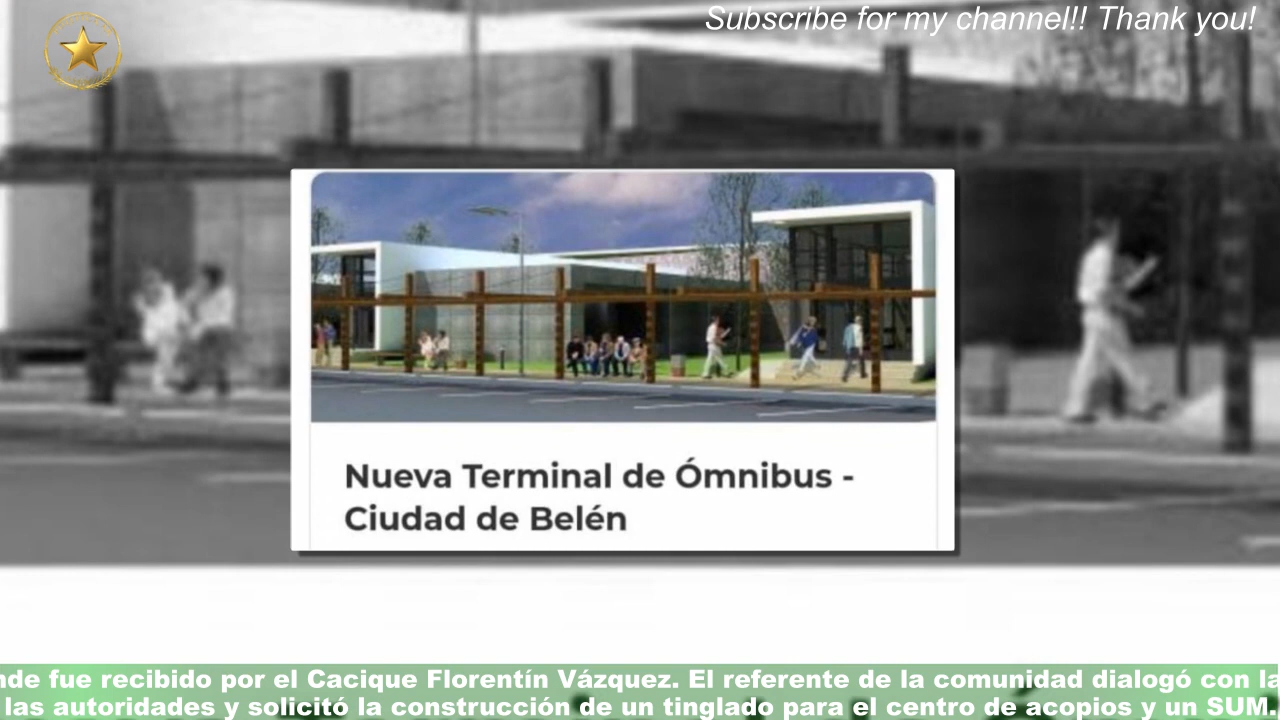 Subscribe for my channel!! Thank you!
Nueva Terminal de Ómnibus -
Ciudad de Belén
fue recibido por el Cacique Florentín Vázquez. El referente de la comunidad dialogó con la
las autoridades y solicitó la construcción de un tinglado para el centro de acopios y un SUM.